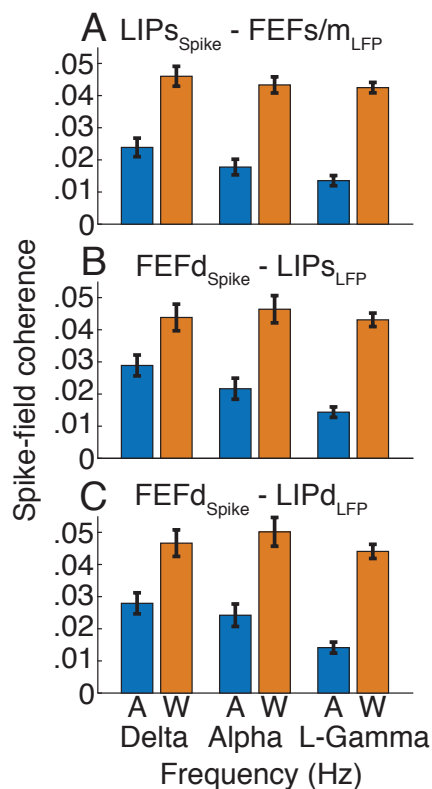 A LIPsSpike - FEFs/mLFP
.05
.04
.03
.02
.01
0
B FEFdSpike - LIPsLFP
.05
.04
.03
.02
.01
0
C FEFdSpike - LIPdLFP
.05
.04
.03
.02
.01
0
Spike-field coherence
A W A W A W
Delta Alpha L-Gamma
Frequency (Hz)